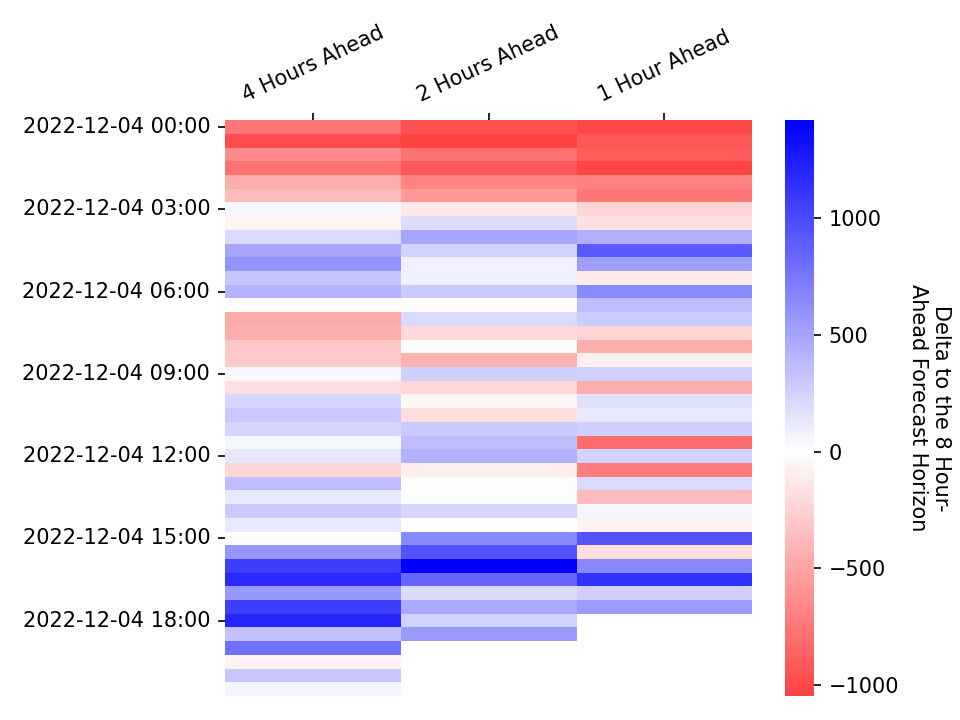 4 Hours Ahead
2 Hours Ahead
1 Hour Ahead
2022-12-04 00:00
2022-12-04 03:00
2022-12-04 06:00
2022-12-04 09:00
2022-12-04 12:00
2022-12-04 15:00
2022-12-04 18:00
1000
500
0
−500
−1000
Delta to the 8 Hour-
Ahead Forecast Horizon